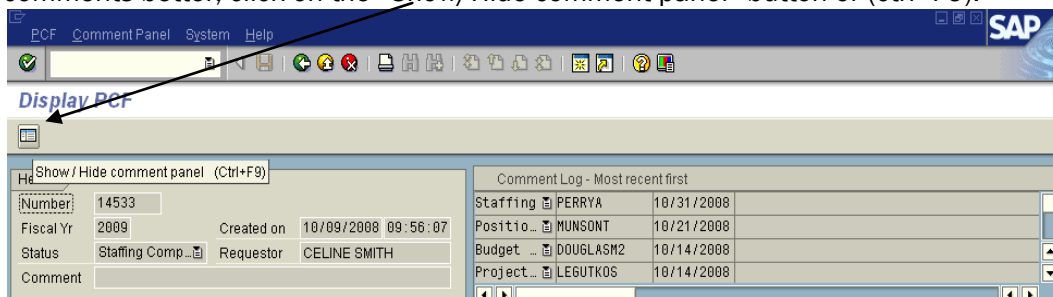 comments better, click on the "Show/Hide comment panel" button or (ctrl+F9).
PCF Comment Panel System Help
SAP
Display PCF
Show / Hide comment panel (Ctrl+F9)
He
Number 14533
Fiscal Yr 2009 Created on 10/09/2008 09:56:07
Status Staffing Comp… Requestor CELINE SMITH
Comment
Comment Log - Most recent first
Staffing PERRYA 10/31/2008
Positio… MUNSONT 10/21/2008
Budget … DOUGLASM2 10/14/2008
Project… LEGUTKOS 10/14/2008